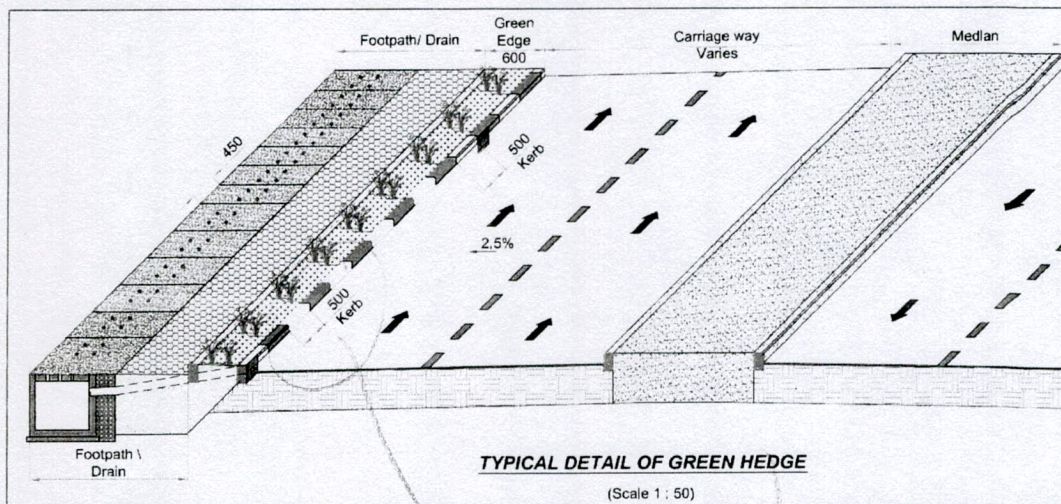 Footpath/ Drain
Green
Edge
600
Carriage way
Varies
Median
450
500
Kerb
2.5%
500
Kerb
Footpath \
Drain
TYPICAL DETAIL OF GREEN HEDGE
(Scale 1 : 50)